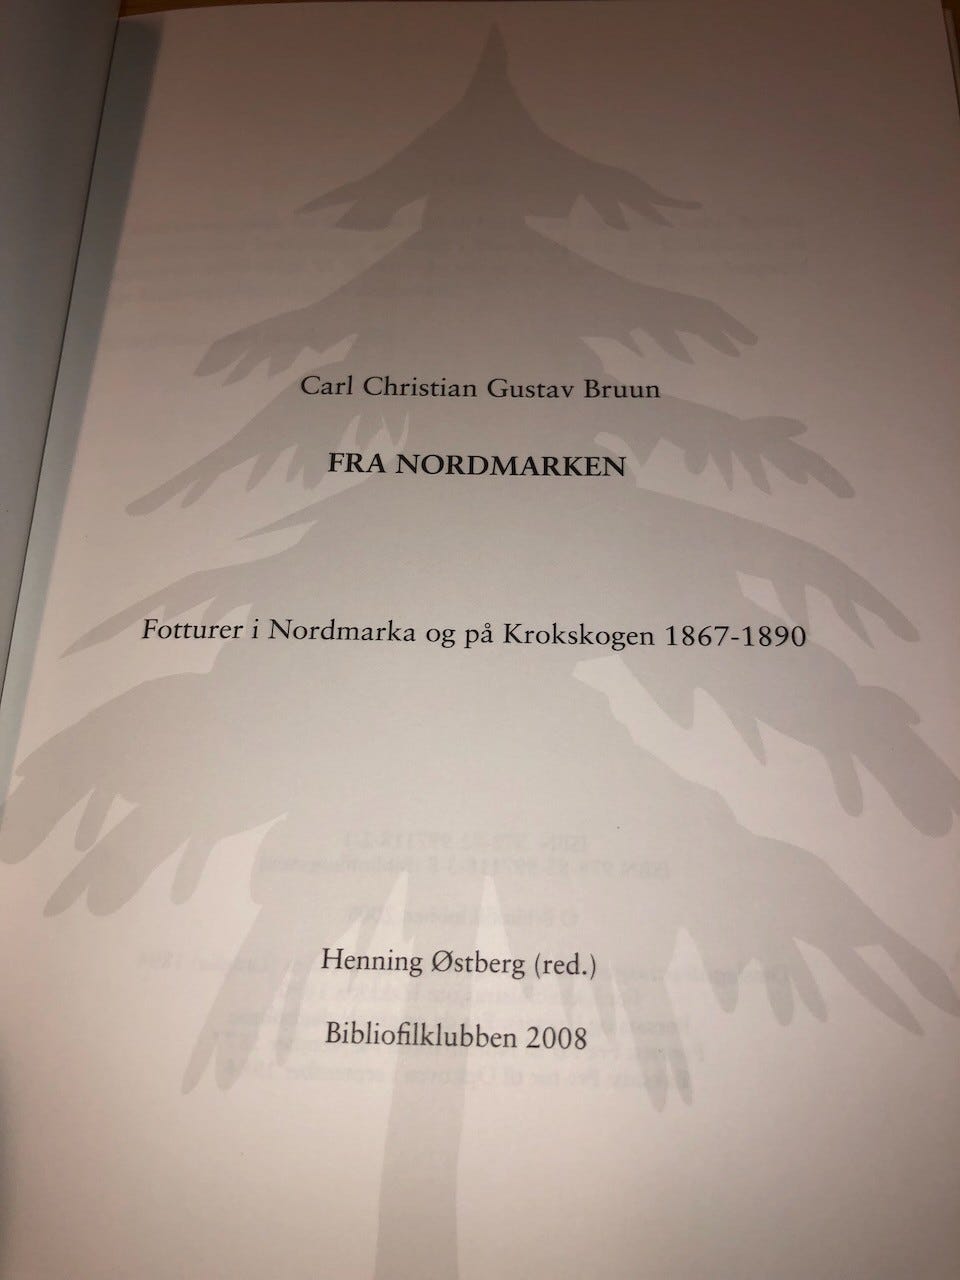 Carl Christian Gustav Bruun
FRA NORDMARKEN
Fotturer i Nordmarka og på Krokskogen 1867-1890
Henning Østberg (red.)
Bibliofilklubben 2008